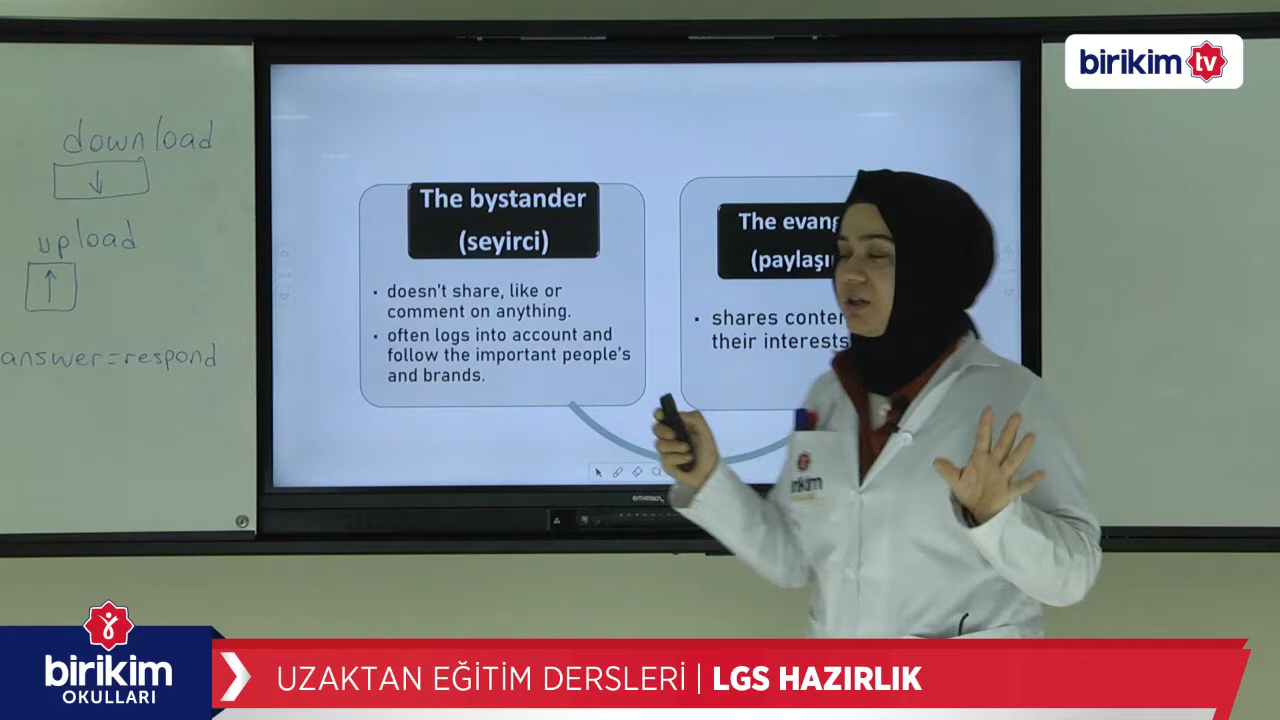 birikim tv
download
upload
answer=respond
The bystander
(seyirci)
• doesn't share, like or
comment on anything.
• often logs into account and
follow the important people's
and brands.
The
• shares
their interests
birikim
birikim
OKULLARI
UZAKTAN EĞİTİM DERSLERİ | LGS HAZIRLIK